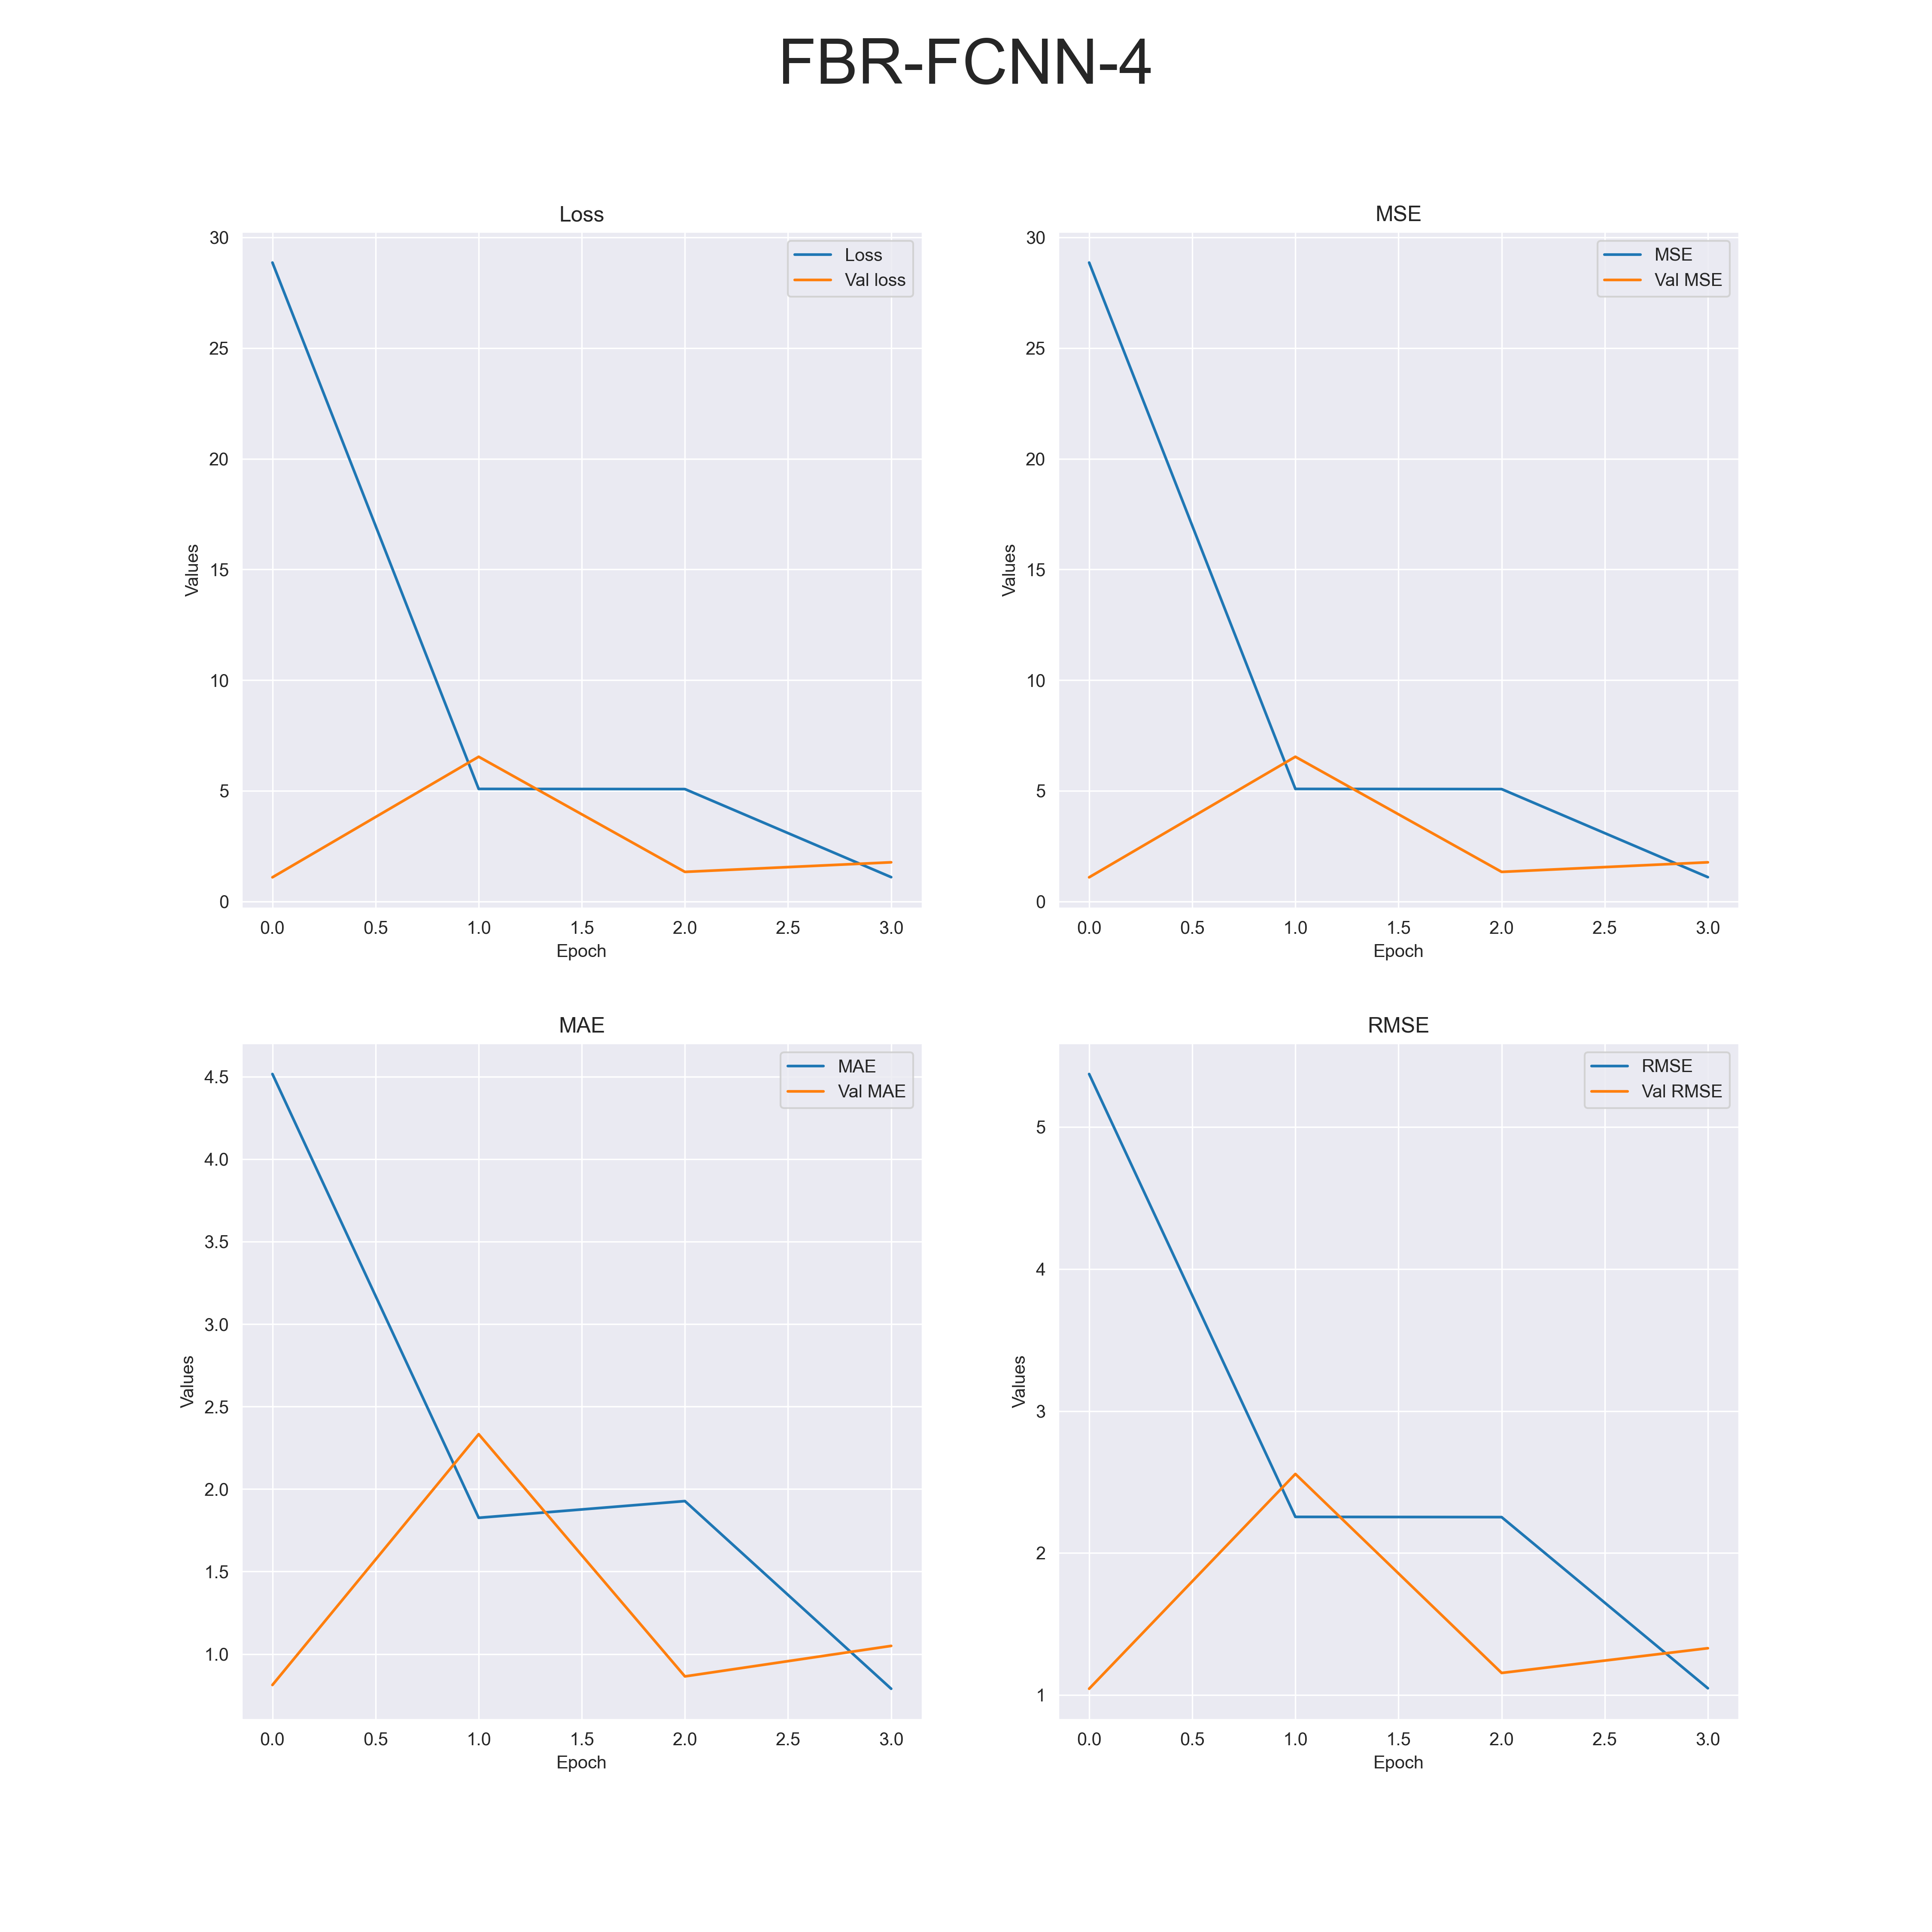 FBR-FCNN-4
Loss
30
25
20
15
10
5
0
Values
Loss
Val loss
0.0 0.5 1.0 1.5 2.0 2.5 3.0
Epoch
MSE
30
25
20
15
10
5
0
Values
MSE
Val MSE
0.0 0.5 1.0 1.5 2.0 2.5 3.0
Epoch
MAE
4.5
4.0
3.5
3.0
2.5
2.0
1.5
1.0
Values
MAE
Val MAE
0.0 0.5 1.0 1.5 2.0 2.5 3.0
Epoch
RMSE
5
4
3
2
1
Values
RMSE
Val RMSE
0.0 0.5 1.0 1.5 2.0 2.5 3.0
Epoch